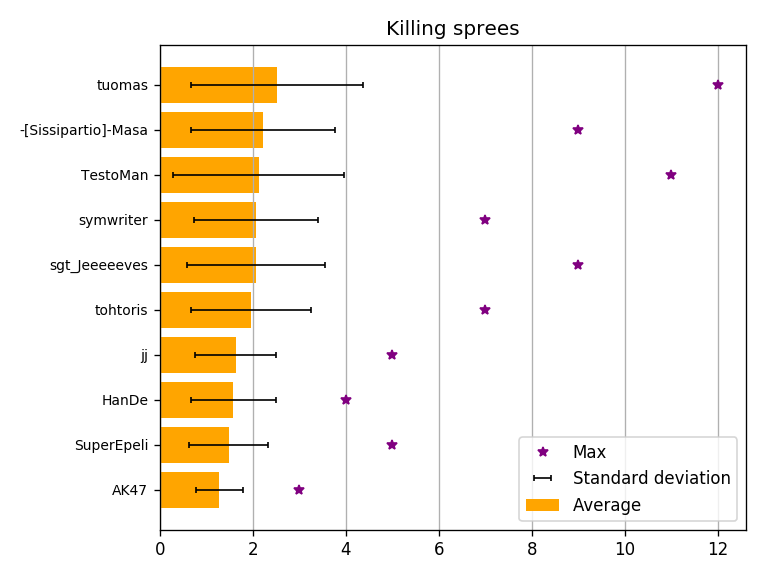 Killing sprees
tuomas
-[Sissipartio]-Masa
TestoMan
symwriter
sgt_Jeeeeeves
tohtoris
jj
HanDe
SuperEpeli
AK47
Max
Standard deviation
Average
0 2 4 6 8 10 12